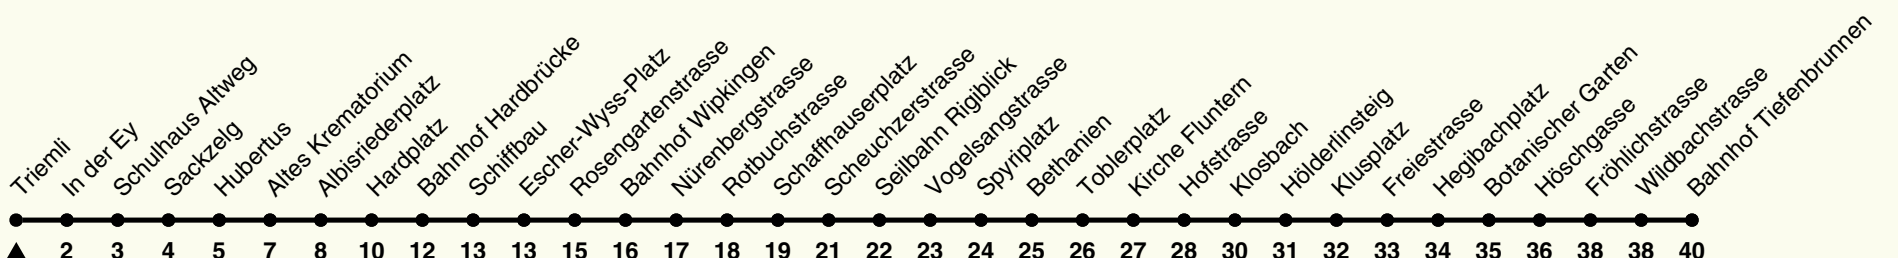 Triemli
In der Ey
Schulhaus Altweg
Sackzelg
Hubertus
Altes Krematorium
Albisriederplatz
Hardplatz
Bahnhof Hardbrücke
Schiffbau
Escher-Wyss-Platz
Rosengartenstrasse
Bahnhof Wipkingen
Nürenbergstrasse
Rotbuchstrasse
Schaffhauserplatz
Scheuchzerstrasse
Seilbahn Rigiblick
Vogelsangstrasse
Spyriplatz
Bethanien
Toblerplatz
Kirche Fluntern
Hofstrasse
Klosbach
Hölderlinsteig
Klusplatz
Freiestrasse
Hegibachplatz
Botanischer Garten
Höschgasse
Fröhlichstrasse
Wildbachstrasse
Bahnhof Tiefenbrunnen
2 3 4 5 7 8 10 12 13 13 15 16 17 18 19 21 22 23 24 25 26 27 28 30 31 32 33 34 35 36 38 38 40